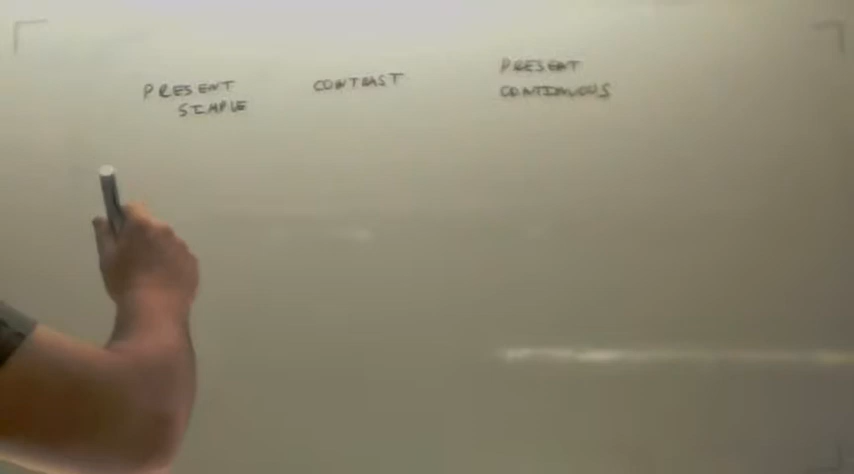 PRESENT
SIMPLE
CONTRAST
PRESENT
CONTINUOUS